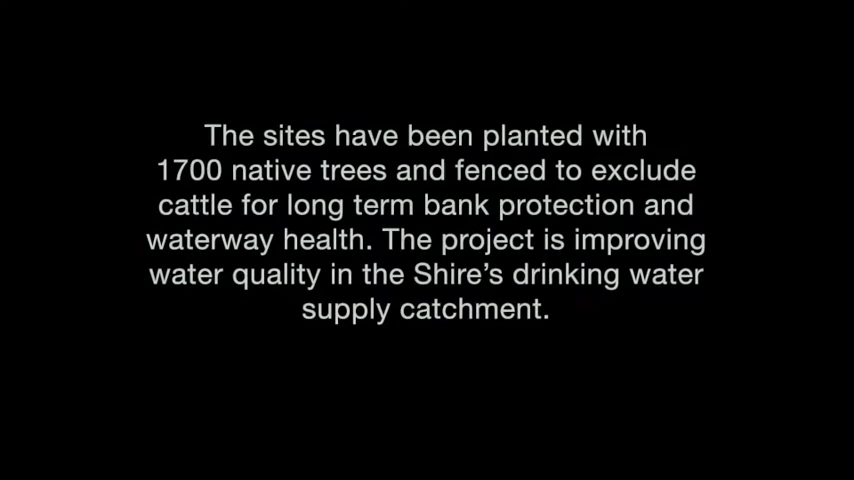 The sites have been planted with
1700 native trees and fenced to exclude
cattle for long term bank protection and
waterway health. The project is improving
water quality in the Shire’s drinking water
supply catchment.